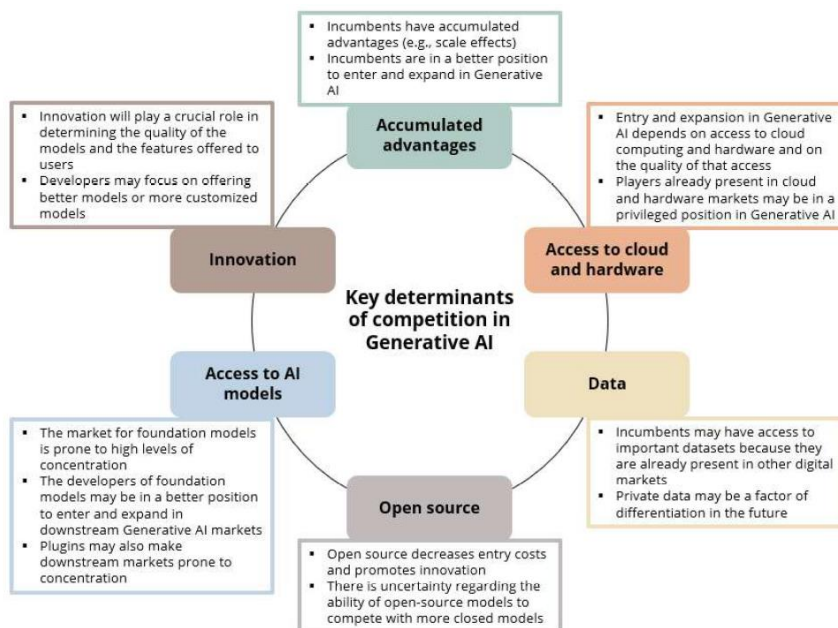 ▪ Incumbents have accumulated
advantages (e.g., scale effects)
▪ Incumbents are in a better position
to enter and expand in Generative
AI
Accumulated
advantages
▪ Innovation will play a crucial role in
determining the quality of the
models and the features offered to
users
▪ Developers may focus on offering
better models or more customized
models
Innovation
▪ Entry and expansion in Generative
AI depends on access to cloud
computing and hardware and on
the quality of that access
▪ Players already present in cloud
and hardware markets may be in a
privileged position in Generative AI
Access to cloud
and hardware
Key determinants
of competition in
Generative AI
Access to AI
models
▪ The market for foundation models
is prone to high levels of
concentration
▪ The developers of foundation
models may be in a better position
to enter and expand in
downstream Generative AI markets
▪ Plugins may also make
downstream markets prone to
concentration
Data
▪ Incumbents may have access to
important datasets because they
are already present in other digital
markets
▪ Private data may be a factor of
differentiation in the future
Open source
▪ Open source decreases entry costs
and promotes innovation
▪ There is uncertainty regarding the
ability of open-source models to
compete with more closed models